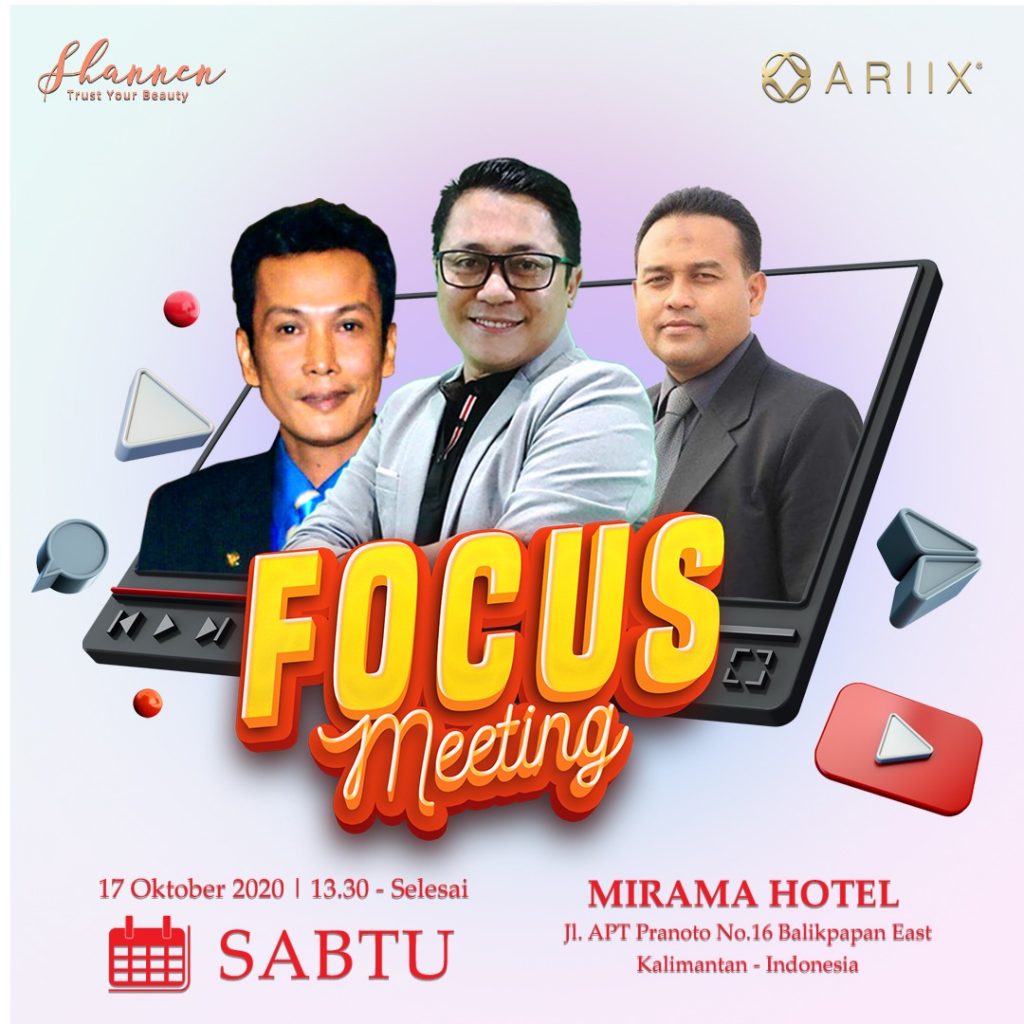 Shannen
Trust Your Beauty
ARIIX®
FOCUS
Meeting
17 Oktober 2020 | 13.30 - Selesai
SABTU
MIRAMA HOTEL
Jl. APT Pranoto No.16 Balikpapan East
Kalimantan - Indonesia